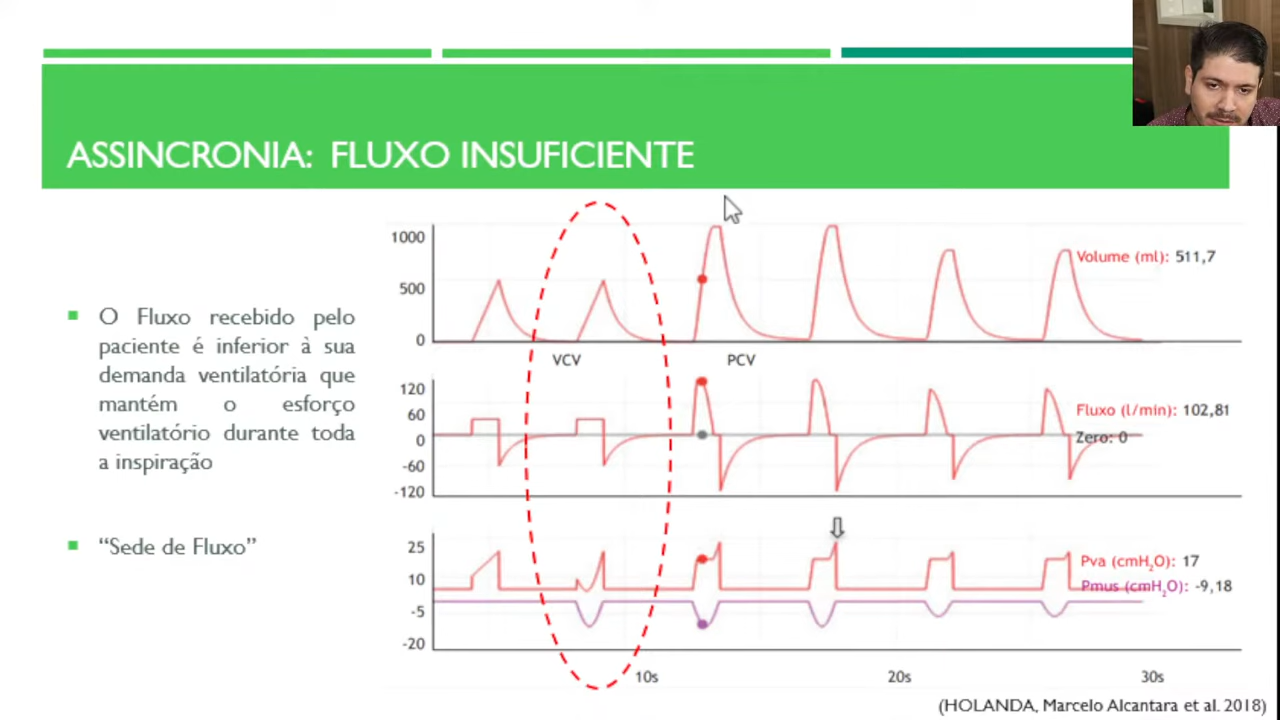 ASSINCRONIA: FLUXO INSUFICIENTE
O Fluxo recebido pelo
paciente é inferior à sua
demanda ventilatória que
mantém o esforço
ventilatório durante toda
a inspiração
“Sede de Fluxo”
1000
500
0
Volume (ml): 511,7
VCV
PCV
120
60
0
-60
-120
Fluxo (l/min): 102,81
Zero: 0
25
10
-5
-20
Pva (cmH₂O): 17
Pmus (cmH₂O): -9,18
10s
20s
30s
(HOLANDA, Marcelo Alcantara et al. 2018)